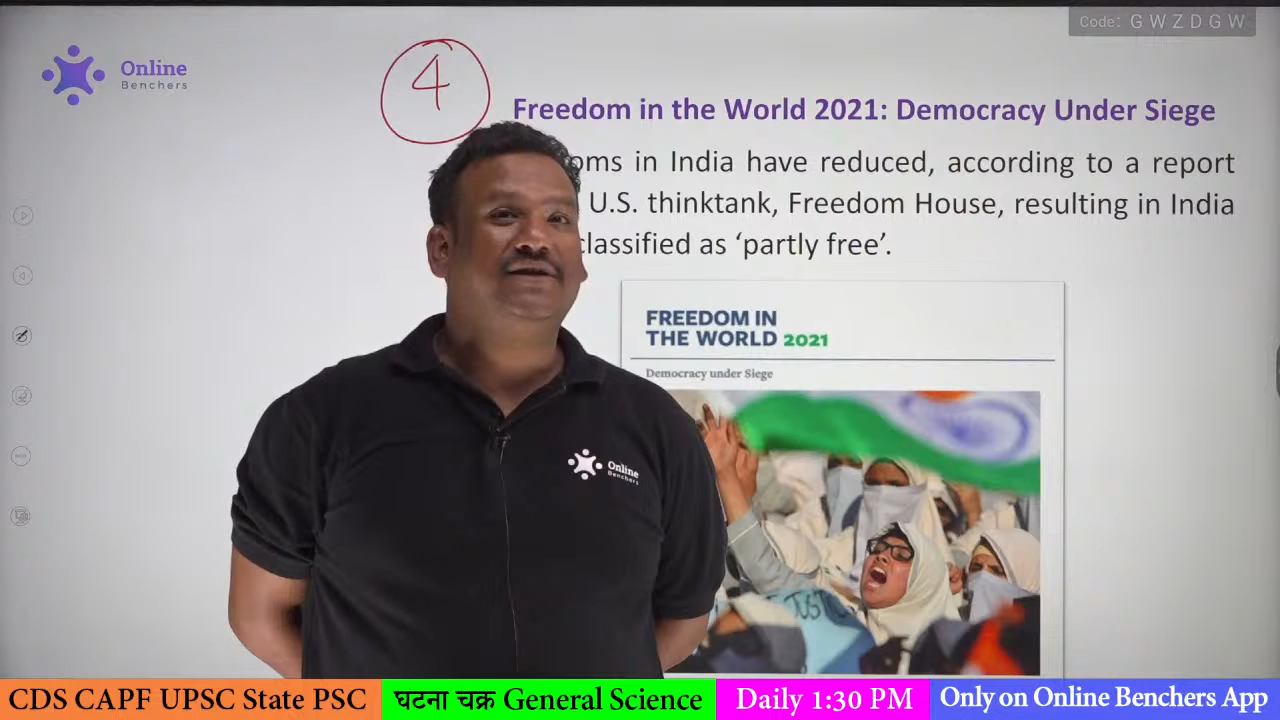 Code: GWZDGW
Online
Benchers
4
Freedom in the World 2021: Democracy Under Siege
in India have reduced, according to a report
U.S. thinktank, Freedom House, resulting in India
classified as ‘partly free’.
FREEDOM IN
THE WORLD 2021
Democracy under Siege
Online
Benchers
CDS CAPF UPSC State PSC
घटना चक्र General Science
Daily 1:30 PM
Only on Online Benchers App